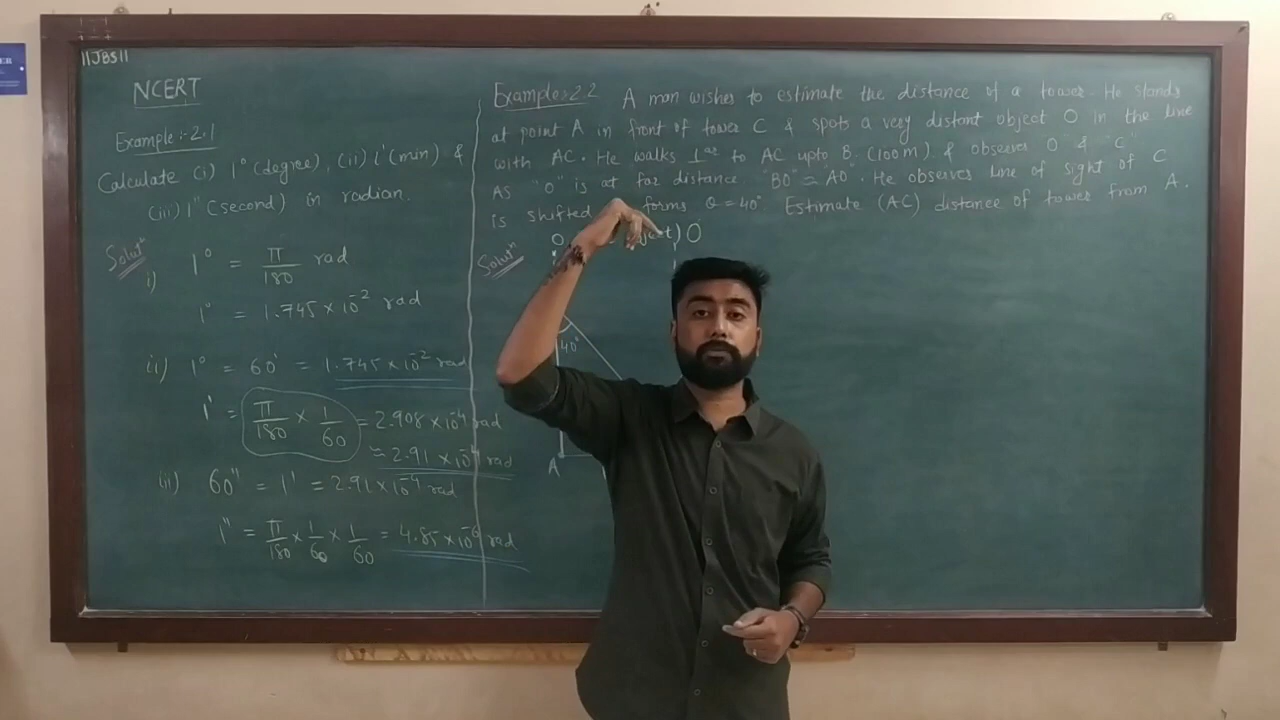 ||JBS||
ER
NCERT
Example :- 2.1
Calculate (i) 1° (degree), (ii) 1' (min) &
(iii) 1" (second) in radian.
Solutⁿ
i) 1° = π/180 rad
1° = 1.745 × 10⁻² rad
ii) 1° = 60' = 1.745 × 10⁻² rad
1' = π/180 × 1/60 = 2.908 × 10⁻⁴ rad
≈ 2.91 × 10⁻⁴ rad
iii) 60" = 1' = 2.91 × 10⁻⁴ rad
1" = π/180 × 1/60 × 1/60 = 4.85 × 10⁻⁶ rad
Example:2.2 A man wishes to estimate the distance of a tower. He stands
at point A in front of tower C & spots a very distant object O in the line
with AC. He walks ⊥ᵃʳ to AC upto B. (100m) & observes O & "C"
As "O" is at far distance. "BO" ≈ AO. He observes line of sight of C
is shifted forms θ = 40° Estimate (AC) distance of tower from A.
Solutⁿ
O O
40°
A